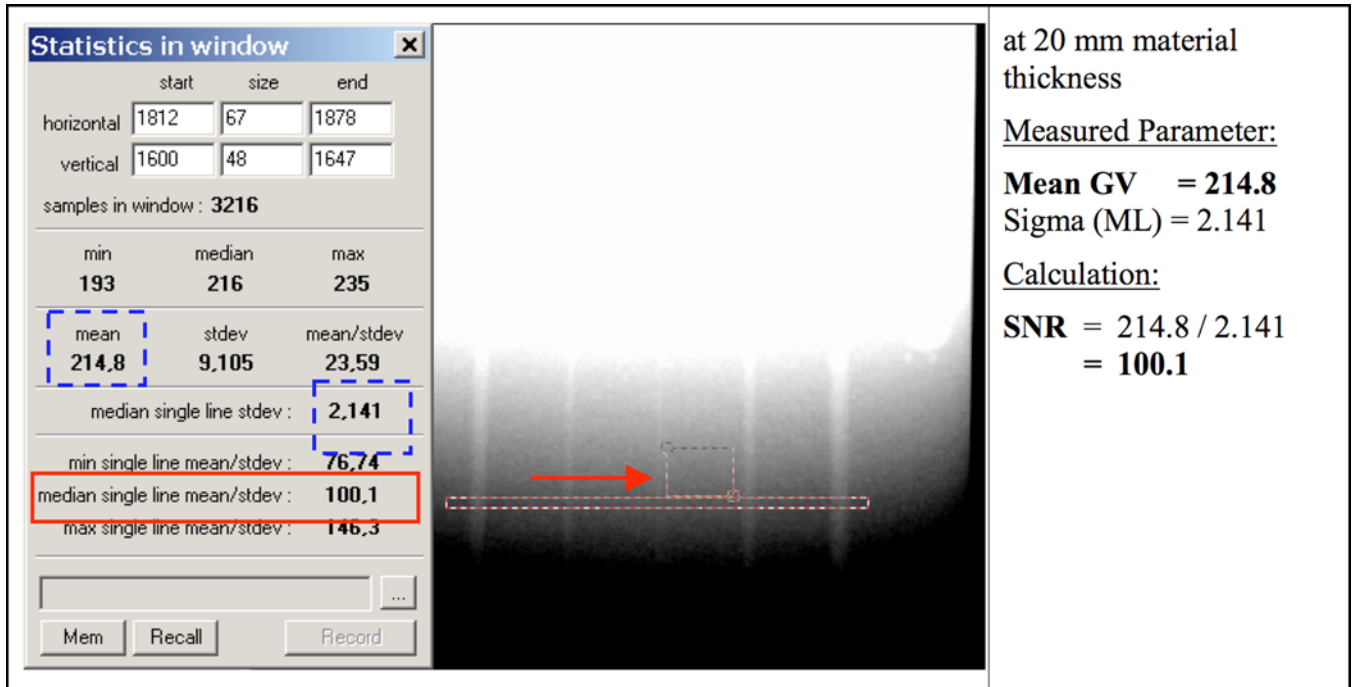 Statistics in window
start size end
horizontal 1812 67 1878
vertical 1600 48 1647
samples in window : 3216
min median max
193 216 235
mean stdev mean/stdev
214,8 9,105 23,59
median single line stdev : 2,141
min single line mean/stdev : 76,74
median single line mean/stdev : 100,1
max single line mean/stdev : 146,3
...
Mem Recall Record
at 20 mm material
thickness
Measured Parameter:
Mean GV = 214.8
Sigma (ML) = 2.141
Calculation:
SNR = 214.8 / 2.141
= 100.1